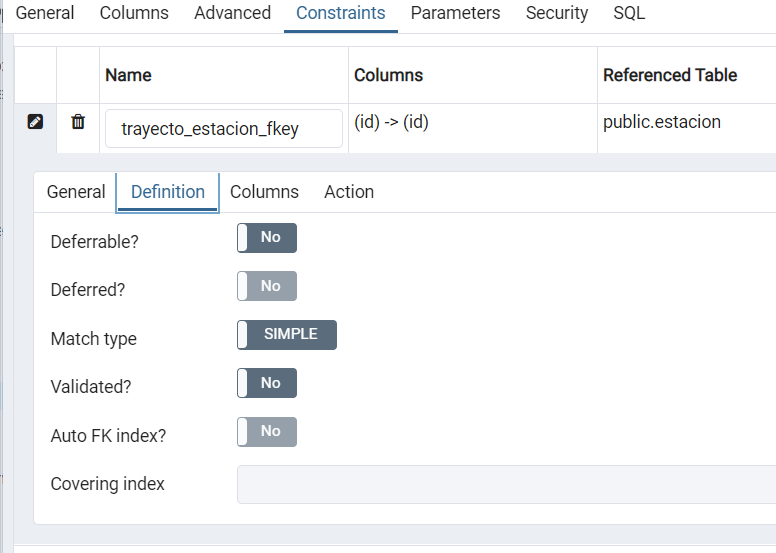 General Columns Advanced Constraints Parameters Security SQL
Name Columns Referenced Table
trayecto_estacion_fkey (id) -> (id) public.estacion
General Definition Columns Action
Deferrable? No
Deferred? No
Match type SIMPLE
Validated? No
Auto FK index? No
Covering index